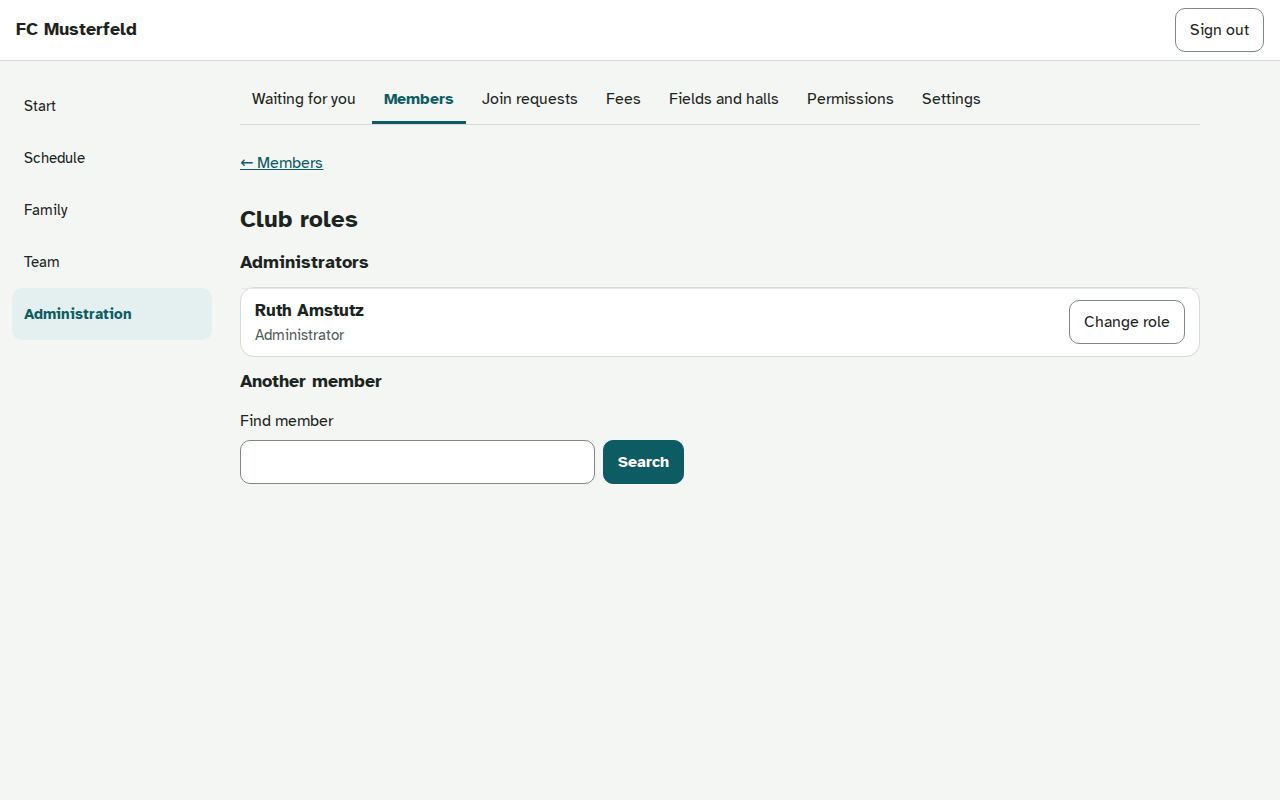 FC Musterfeld
Sign out
Start
Schedule
Family
Team
Administration
Waiting for you
Members
Join requests
Fees
Fields and halls
Permissions
Settings
← Members
Club roles
Administrators
Ruth Amstutz
Administrator
Change role
Another member
Find member
Search